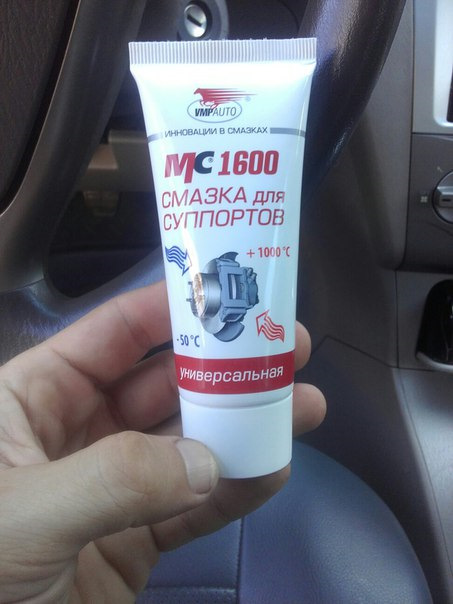 VMPAUTO
ИННОВАЦИИ В СМАЗКАХ
МС® 1600
СМАЗКА для
СУППОРТОВ
+1000°C
-50°C
универсальная